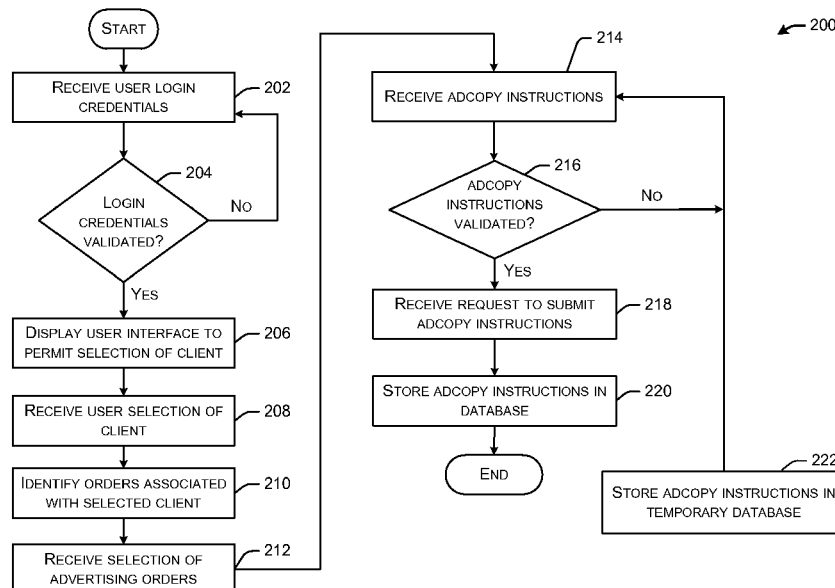 START
RECEIVE USER LOGIN
CREDENTIALS
202
204
LOGIN
CREDENTIALS
VALIDATED?
NO
YES
DISPLAY USER INTERFACE TO
PERMIT SELECTION OF CLIENT
206
RECEIVE USER SELECTION OF
CLIENT
208
IDENTIFY ORDERS ASSOCIATED
WITH SELECTED CLIENT
210
RECEIVE SELECTION OF
ADVERTISING ORDERS
212
200
214
RECEIVE ADCOPY INSTRUCTIONS
216
ADCOPY
INSTRUCTIONS
VALIDATED?
NO
YES
RECEIVE REQUEST TO SUBMIT
ADCOPY INSTRUCTIONS
218
STORE ADCOPY INSTRUCTIONS IN
DATABASE
220
END
222
STORE ADCOPY INSTRUCTIONS IN
TEMPORARY DATABASE